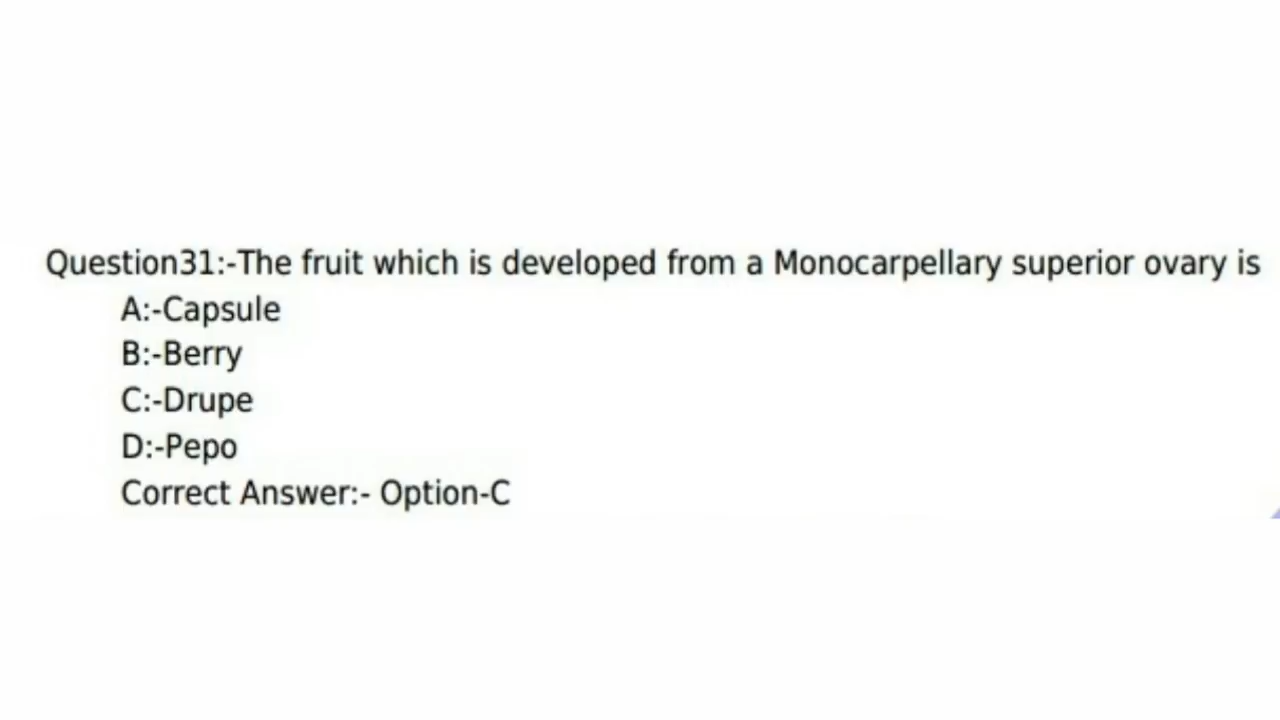 Question31:-The fruit which is developed from a Monocarpellary superior ovary is
A:-Capsule
B:-Berry
C:-Drupe
D:-Pepo
Correct Answer:- Option-C